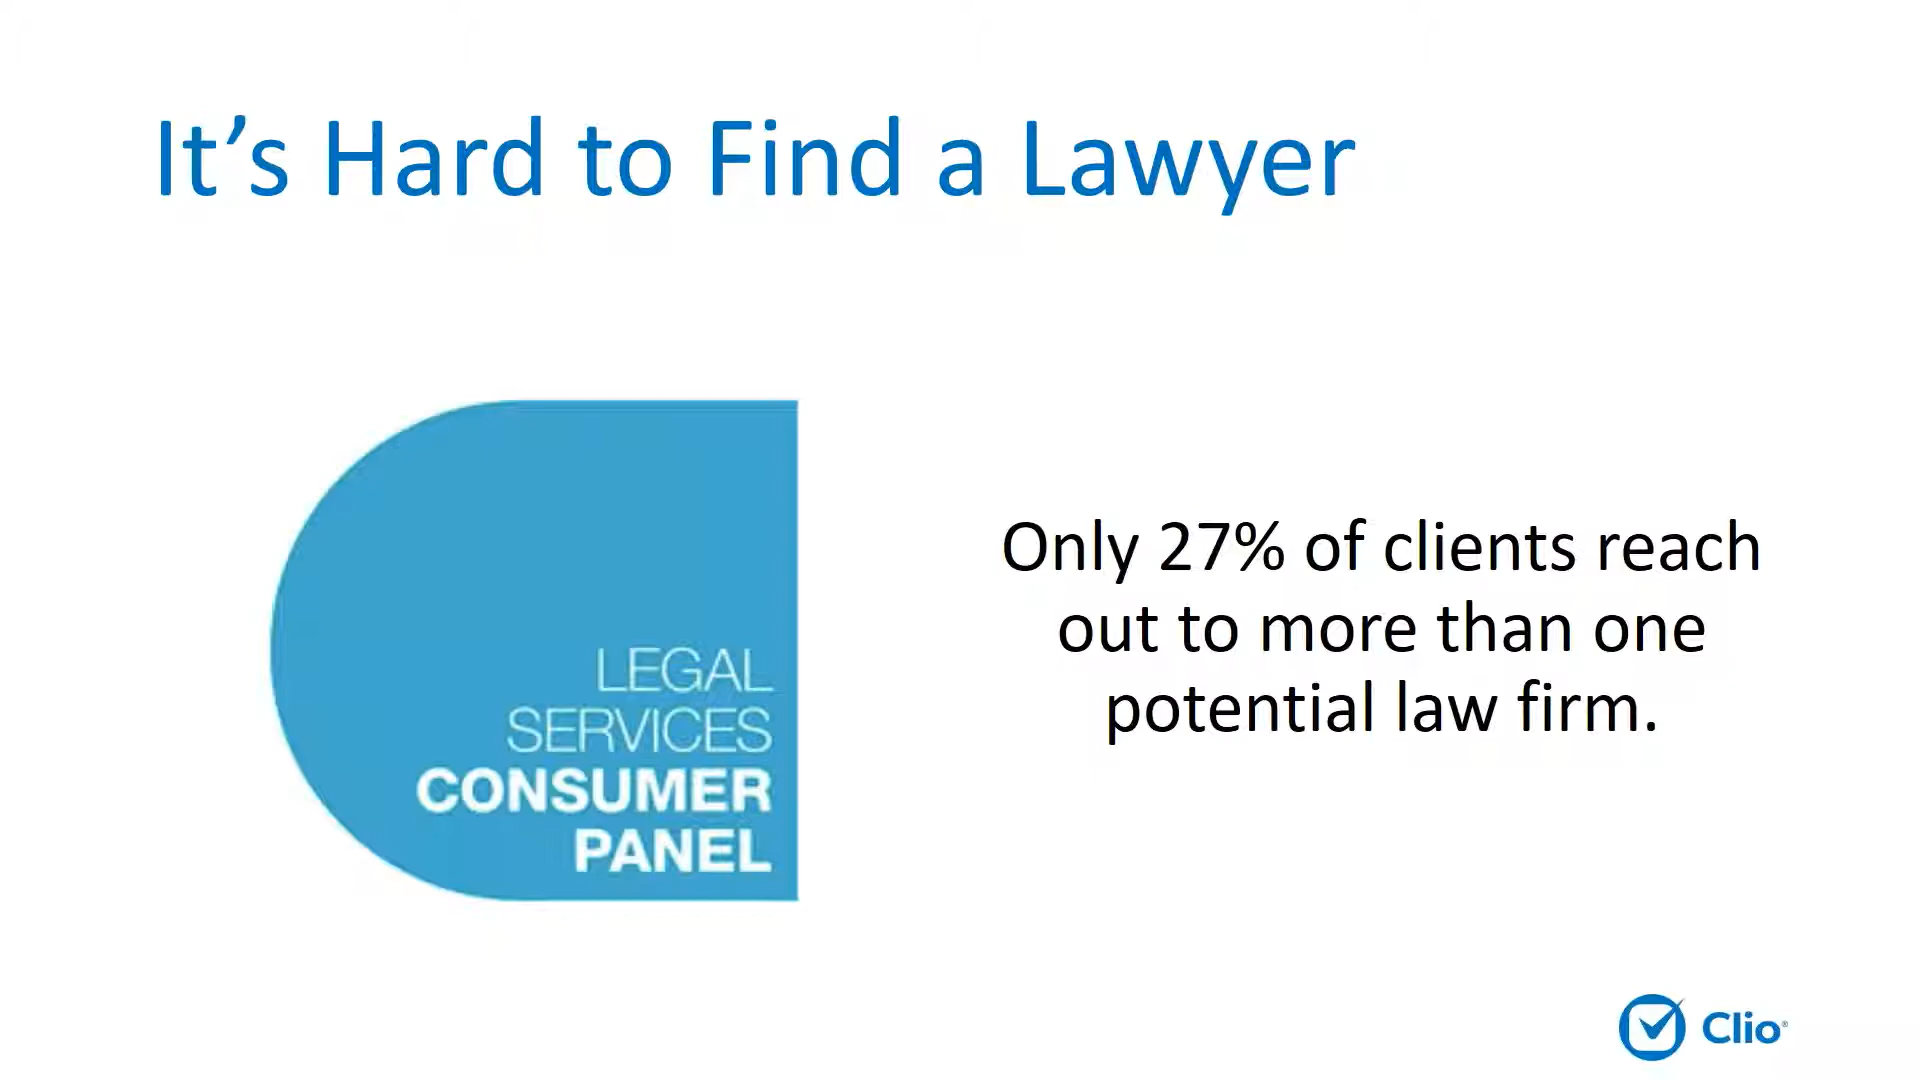 It’s Hard to Find a Lawyer
LEGAL
SERVICES
CONSUMER
PANEL
Only 27% of clients reach
out to more than one
potential law firm.
Clio®